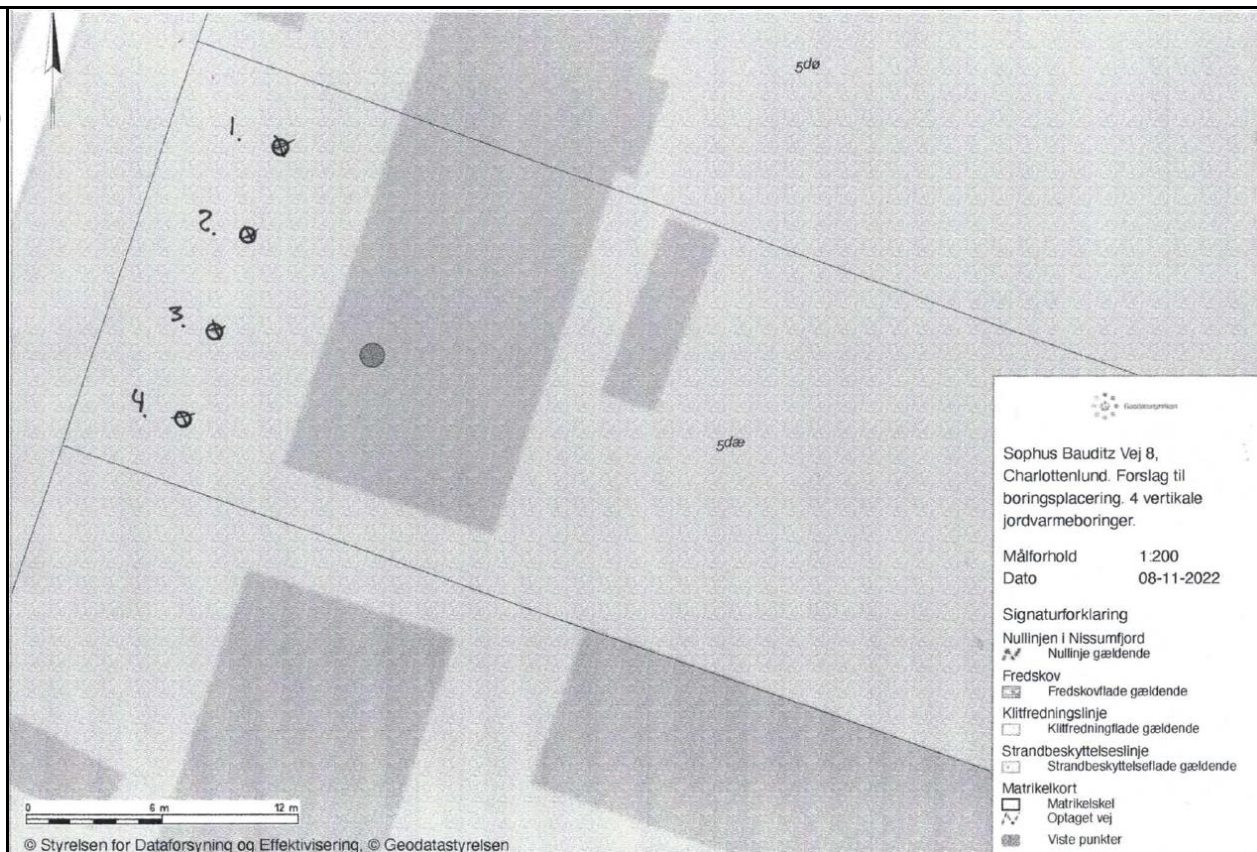 5dø
1.
2.
3.
4.
5dæ
Geodatastyrelsen
Sophus Bauditz Vej 8,
Charlottenlund. Forslag til
boringsplacering. 4 vertikale
jordvarmeboringer.
Målforhold 1:200
Dato 08-11-2022
Signaturforklaring
Nullinjen i Nissumfjord
Nullinje gældende
Fredskov
Fredskovflade gældende
Klitfredningslinje
Klitfredningflade gældende
Strandbeskyttelseslinje
Strandbeskyttelseflade gældende
Matrikelkort
Matrikelskel
Optaget vej
Viste punkter
0 6 m 12 m
© Styrelsen for Dataforsyning og Effektivisering, © Geodatastyrelsen